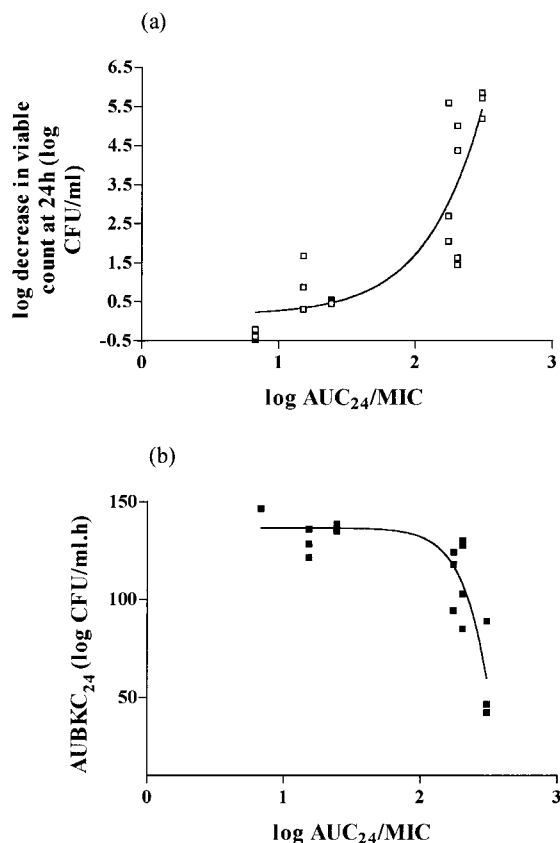 (a)
log decrease in viable
count at 24h (log
CFU/ml)
6.5
5.5
4.5
3.5
2.5
1.5
0.5
-0.5
0
1
2
3
log AUC₂₄/MIC
(b)
AUBKC₂₄ (log CFU/ml.h)
150
100
50
0
1
2
3
log AUC₂₄/MIC